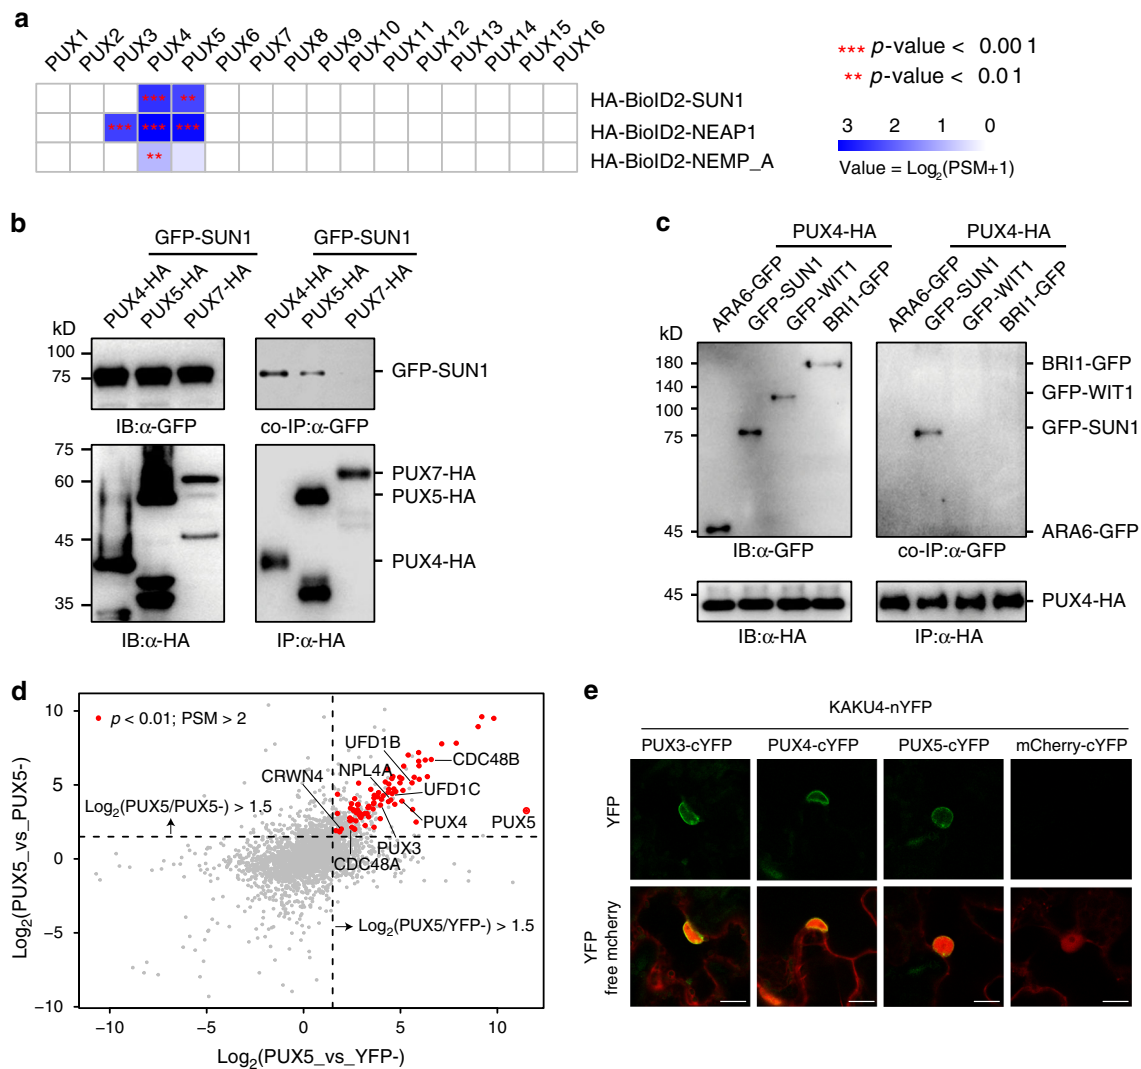 a
PUX1 PUX2 PUX3 PUX4 PUX5 PUX6 PUX7 PUX8 PUX9 PUX10 PUX11 PUX12 PUX13 PUX14 PUX15 PUX16
*** ** HA-BioID2-SUN1
*** *** *** HA-BioID2-NEAP1
** HA-BioID2-NEMP_A
*** p-value < 0.001
** p-value < 0.01
3 2 1 0
Value = Log2(PSM+1)
b
GFP-SUN1 GFP-SUN1
PUX4-HA PUX5-HA PUX7-HA PUX4-HA PUX5-HA PUX7-HA
kD
100
75
GFP-SUN1
IB:α-GFP co-IP:α-GFP
75
60
45
35
PUX7-HA
PUX5-HA
PUX4-HA
IB:α-HA IP:α-HA
c
PUX4-HA PUX4-HA
ARA6-GFP GFP-SUN1 GFP-WIT1 BRI1-GFP ARA6-GFP GFP-SUN1 GFP-WIT1 BRI1-GFP
kD
180
140
100
75
45
BRI1-GFP
GFP-WIT1
GFP-SUN1
ARA6-GFP
IB:α-GFP co-IP:α-GFP
45
PUX4-HA
IB:α-HA IP:α-HA
d
p < 0.01; PSM > 2
UFD1B
CDC48B
CRWN4
NPL4A
UFD1C
Log2(PUX5/PUX5-) > 1.5
PUX4
PUX5
PUX3
CDC48A
Log2(PUX5/YFP-) > 1.5
10
5
0
−5
−10
Log2(PUX5_vs_PUX5-)
−10 −5 0 5 10
Log2(PUX5_vs_YFP-)
e
KAKU4-nYFP
PUX3-cYFP PUX4-cYFP PUX5-cYFP mCherry-cYFP
YFP
YFP
free mcherry